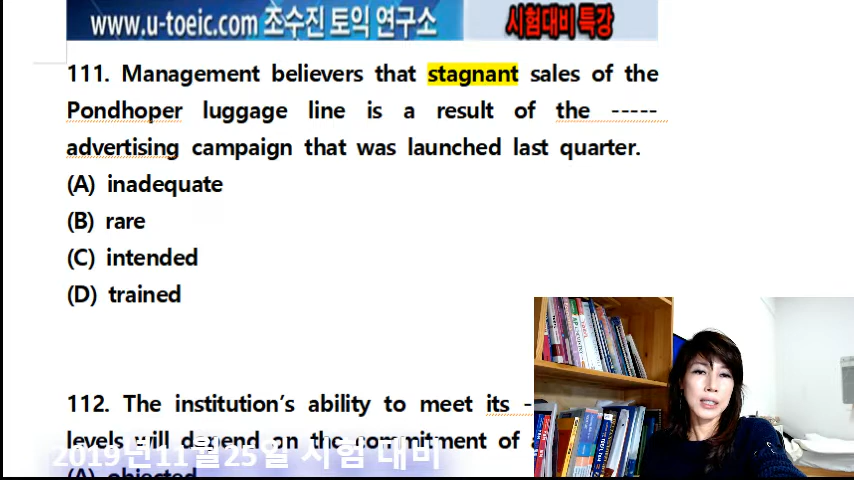 www.u-toeic.com 조수진 토익 연구소 시험대비 특강
111. Management believers that stagnant sales of the
Pondhoper luggage line is a result of the -----
advertising campaign that was launched last quarter.
(A) inadequate
(B) rare
(C) intended
(D) trained
112. The institution's ability to meet its -
levels will depend on the commitment of
2019년11월25일 시험 대비
(A) objected